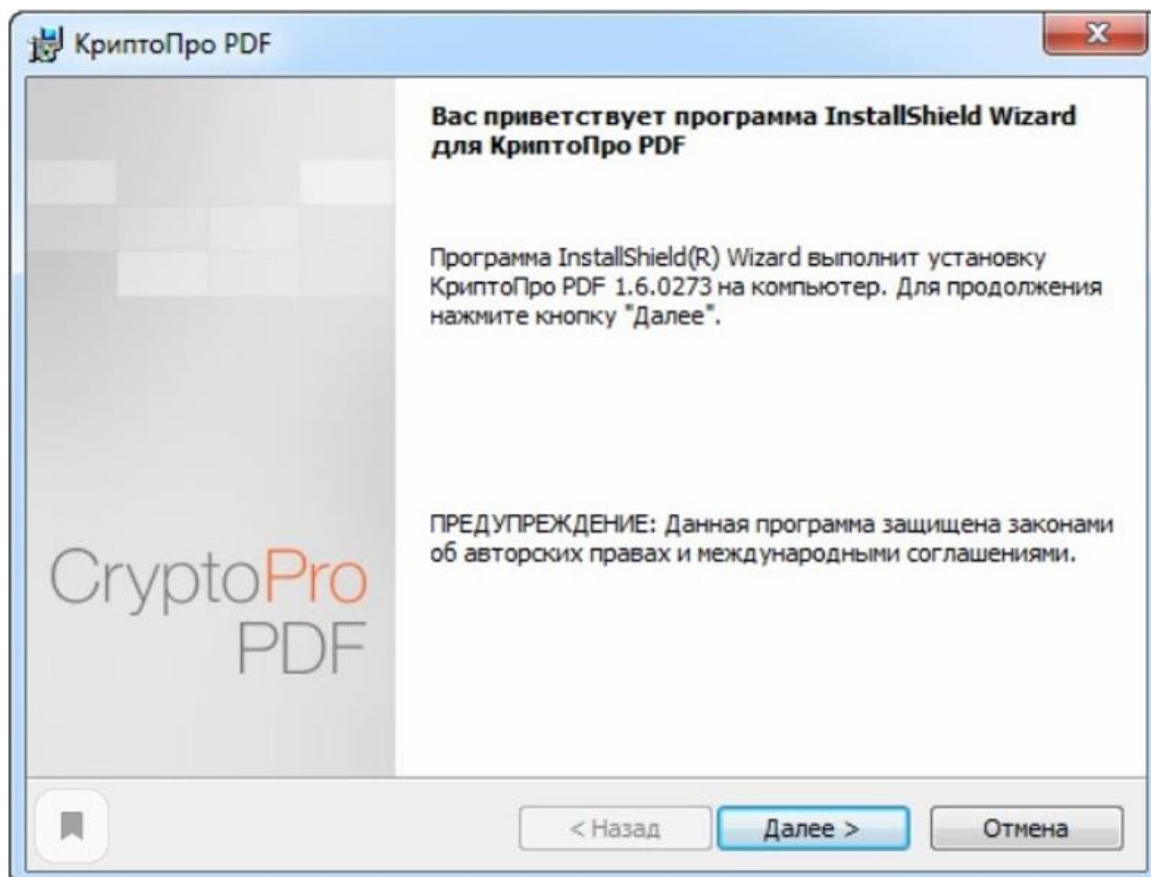 КриптоПро PDF
Вас приветствует программа InstallShield Wizard
для КриптоПро PDF
Программа InstallShield(R) Wizard выполнит установку
КриптоПро PDF 1.6.0273 на компьютер. Для продолжения
нажмите кнопку "Далее".
ПРЕДУПРЕЖДЕНИЕ: Данная программа защищена законами
об авторских правах и международными соглашениями.
CryptoPro
PDF
< Назад
Далее >
Отмена